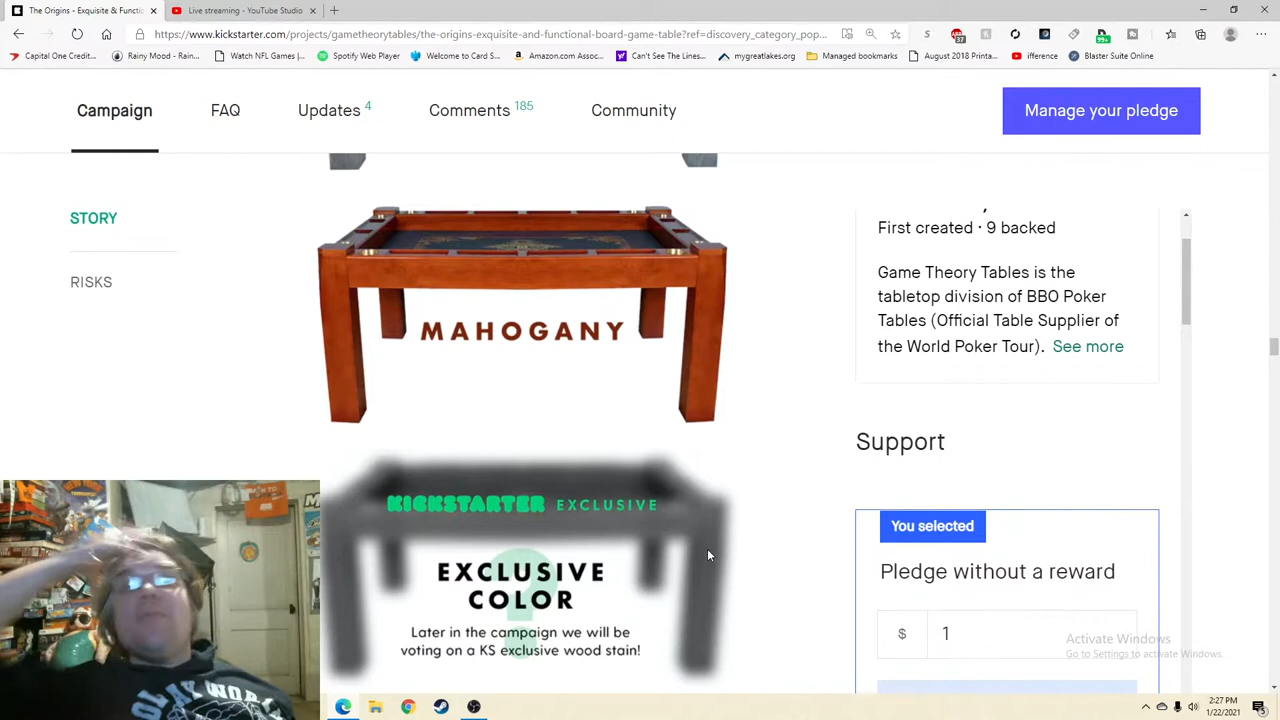 The Origins - Exquisite & Functi
Live streaming - YouTube Studio
https://www.kickstarter.com/projects/gametheorytables/the-origins-exquisite-and-functional-board-game-table?ref=discovery_category_pop...
Capital One Credit...
Rainy Mood - Rain...
Watch NFL Games |...
Spotify Web Player
Welcome to Card S...
Amazon.com Assoc...
Can't See The Lines...
mygreatlakes.org
Managed bookmarks
August 2018 Printa...
ifference
Blaster Suite Online
Campaign
FAQ
Updates 4
Comments 185
Community
Manage your pledge
STORY
RISKS
MAHOGANY
KICKSTARTER EXCLUSIVE
?
EXCLUSIVE
COLOR
Later in the campaign we will be
voting on a KS exclusive wood stain!
First created · 9 backed
Game Theory Tables is the
tabletop division of BBO Poker
Tables (Official Table Supplier of
the World Poker Tour). See more
Support
You selected
Pledge without a reward
$ 1
Activate Windows
Go to Settings to activate Windows.
2:27 PM
1/22/2021